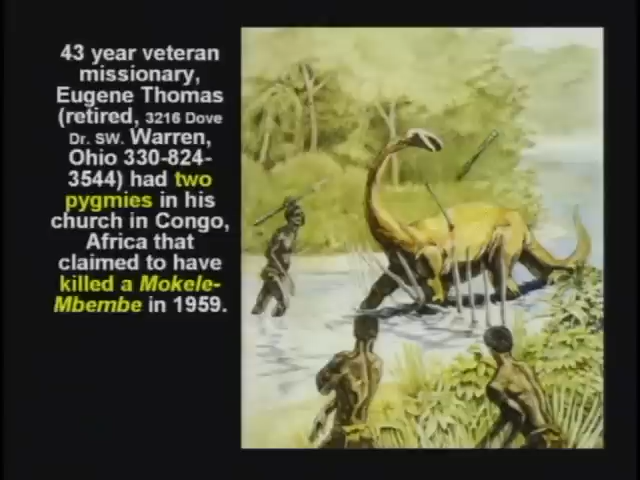 43 year veteran
missionary,
Eugene Thomas
(retired, 3216 Dove
Dr. SW. Warren,
Ohio 330-824-
3544) had two
pygmies in his
church in Congo,
Africa that
claimed to have
killed a Mokele-
Mbembe in 1959.